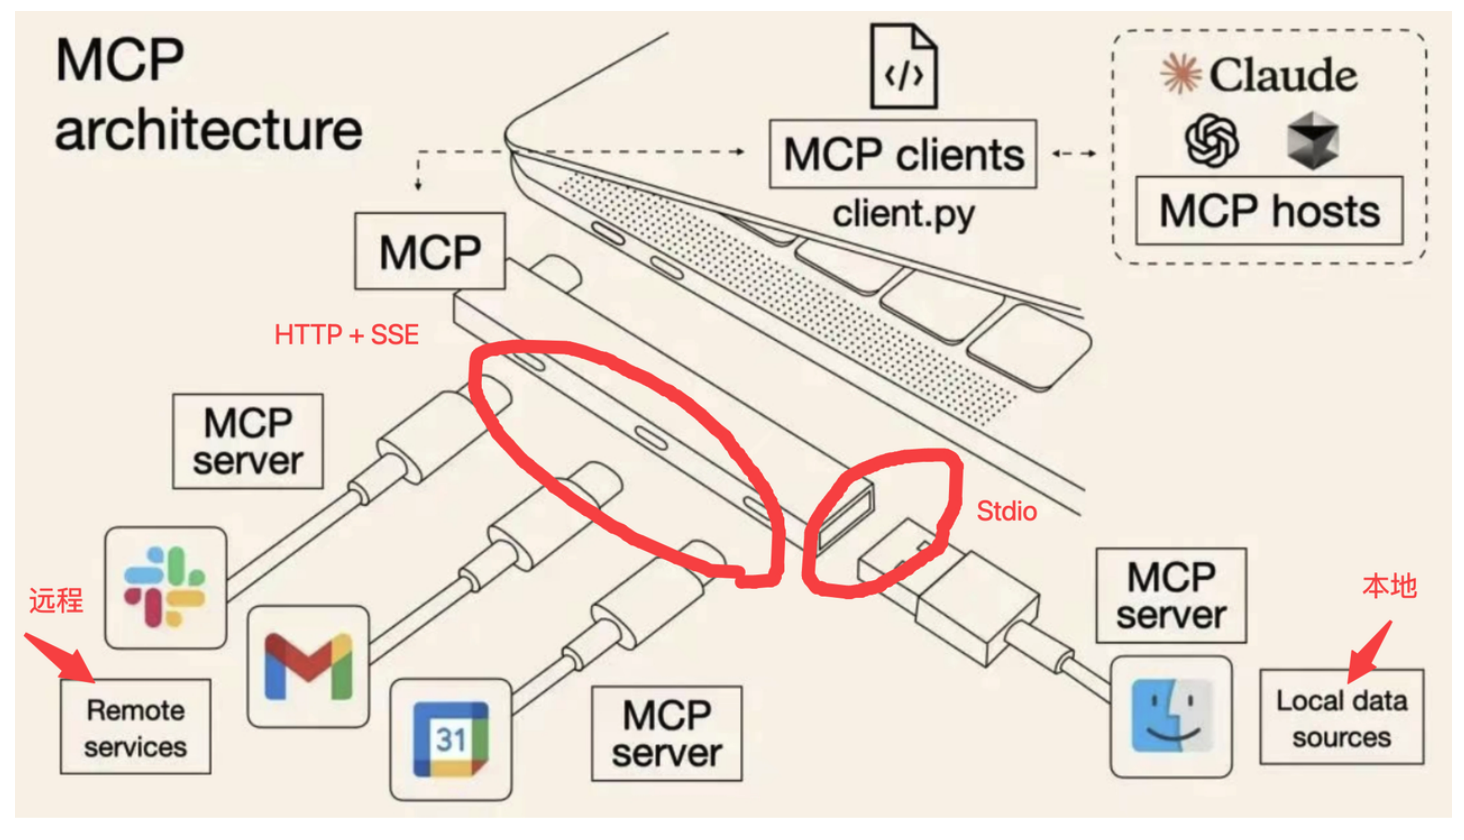 MCP
architecture
</>
MCP clients
client.py
Claude
MCP hosts
MCP
HTTP + SSE
MCP
server
Stdio
远程
Remote
services
31
MCP
server
MCP
server
本地
Local data
sources